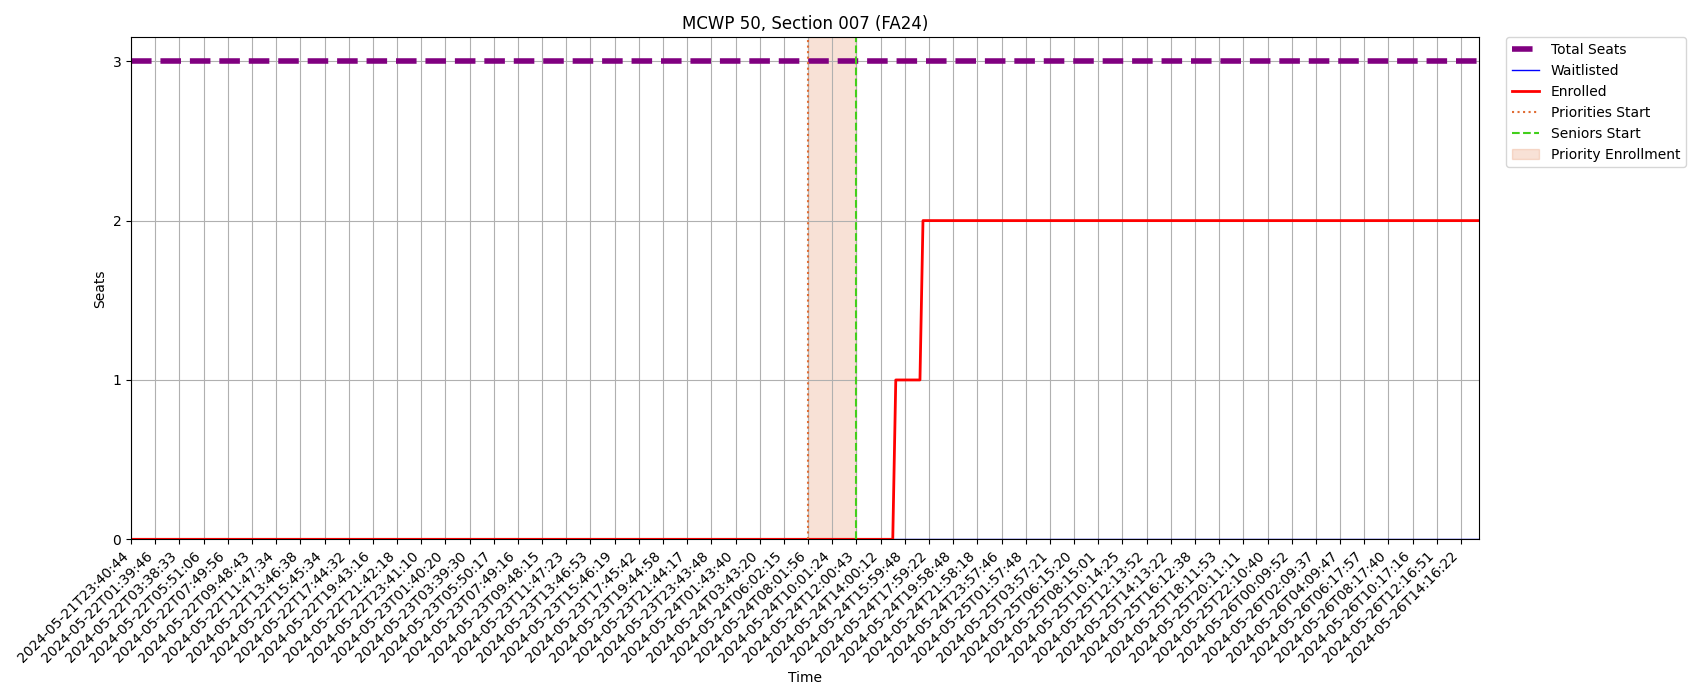 MCWP 50, Section 007 (FA24)
Total Seats
Waitlisted
Enrolled
Priorities Start
Seniors Start
Priority Enrollment
Seats
3
2
1
0
2024-05-21T23:40:44
2024-05-22T01:39:46
2024-05-22T03:38:33
2024-05-22T05:51:06
2024-05-22T07:49:56
2024-05-22T09:48:43
2024-05-22T11:47:34
2024-05-22T13:46:38
2024-05-22T15:45:34
2024-05-22T17:44:32
2024-05-22T19:43:16
2024-05-22T21:42:18
2024-05-22T23:41:10
2024-05-23T01:40:20
2024-05-23T03:39:30
2024-05-23T05:50:17
2024-05-23T07:49:16
2024-05-23T09:48:15
2024-05-23T11:47:23
2024-05-23T13:46:53
2024-05-23T15:46:19
2024-05-23T17:45:42
2024-05-23T19:44:58
2024-05-23T21:44:17
2024-05-23T23:43:48
2024-05-24T01:43:40
2024-05-24T03:43:20
2024-05-24T06:02:15
2024-05-24T08:01:56
2024-05-24T10:01:24
2024-05-24T12:00:43
2024-05-24T14:00:12
2024-05-24T15:59:48
2024-05-24T17:59:22
2024-05-24T19:58:48
2024-05-24T21:58:18
2024-05-24T23:57:46
2024-05-25T01:57:48
2024-05-25T03:57:21
2024-05-25T06:15:20
2024-05-25T08:15:01
2024-05-25T10:14:25
2024-05-25T12:13:52
2024-05-25T14:13:22
2024-05-25T16:12:38
2024-05-25T18:11:53
2024-05-25T20:11:11
2024-05-25T22:10:40
2024-05-26T00:09:52
2024-05-26T02:09:37
2024-05-26T04:09:47
2024-05-26T06:17:57
2024-05-26T08:17:40
2024-05-26T10:17:16
2024-05-26T12:16:51
2024-05-26T14:16:22
Time